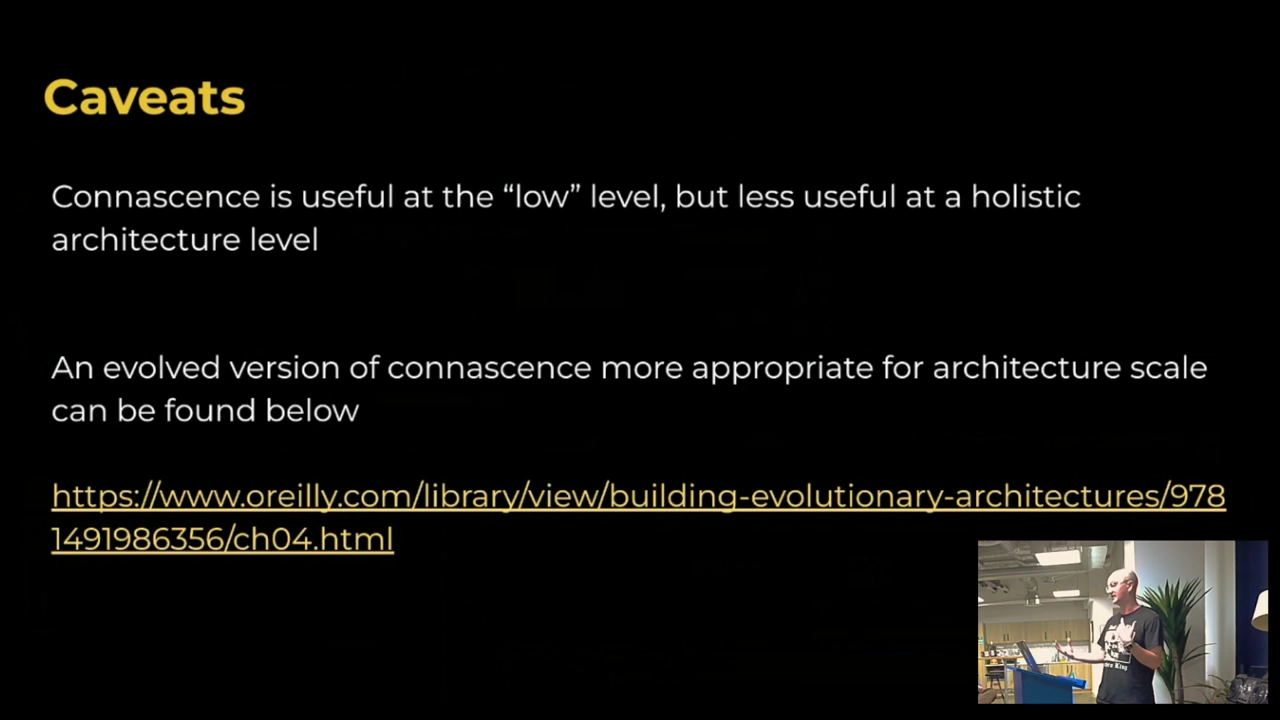 Caveats
Connascence is useful at the “low” level, but less useful at a holistic
architecture level
An evolved version of connascence more appropriate for architecture scale
can be found below
https://www.oreilly.com/library/view/building-evolutionary-architectures/978
1491986356/ch04.html